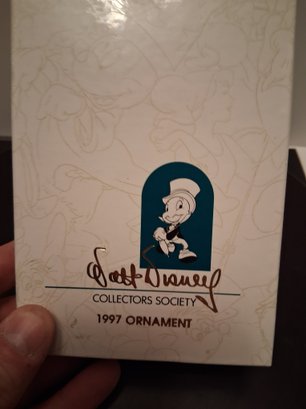 Walt Disney
COLLECTORS SOCIETY
1997 ORNAMENT